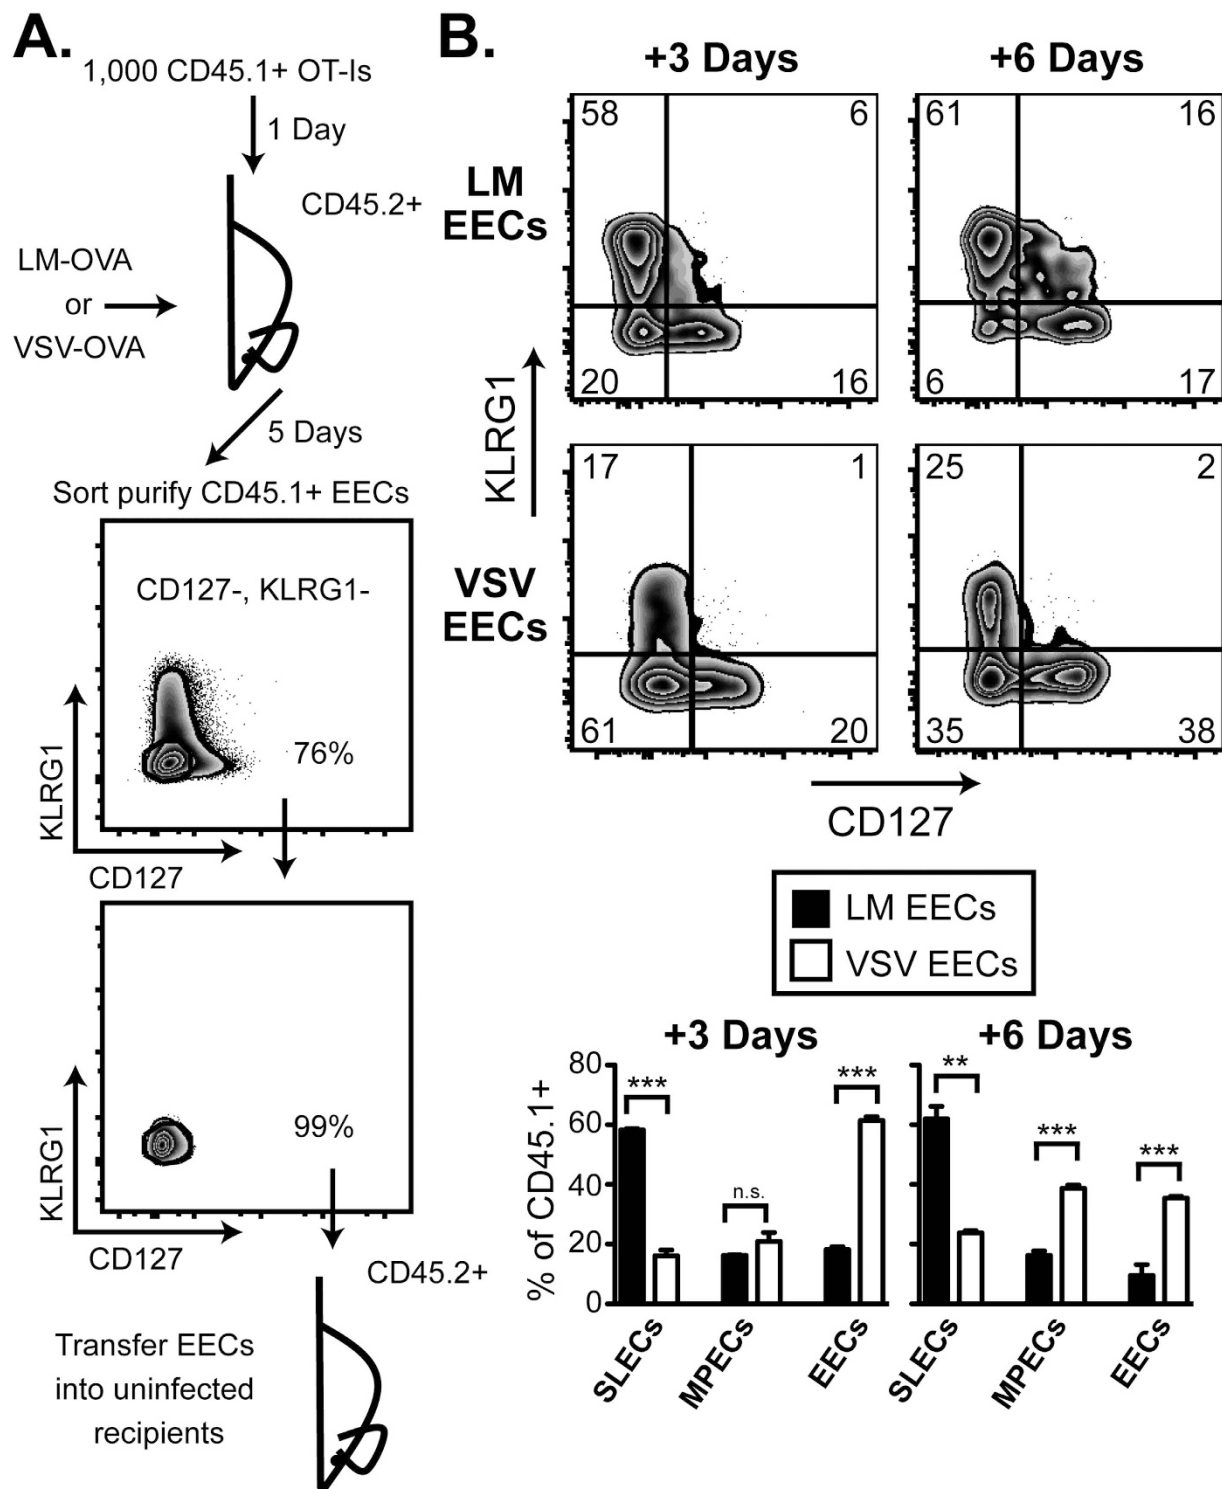 A.
1,000 CD45.1+ OT-Is
1 Day
CD45.2+
LM-OVA
or
VSV-OVA
5 Days
Sort purify CD45.1+ EECs
CD127-, KLRG1-
76%
KLRG1
CD127
99%
KLRG1
CD127
CD45.2+
Transfer EECs
into uninfected
recipients
B.
+3 Days
+6 Days
LM
EECs
58
6
20
16
61
16
6
17
KLRG1
VSV
EECs
17
1
61
20
25
2
35
38
CD127
LM EECs
VSV EECs
+3 Days
+6 Days
% of CD45.1+
80
60
40
20
0
***
n.s.
***
**
***
***
SLECs
MPECs
EECs
SLECs
MPECs
EECs